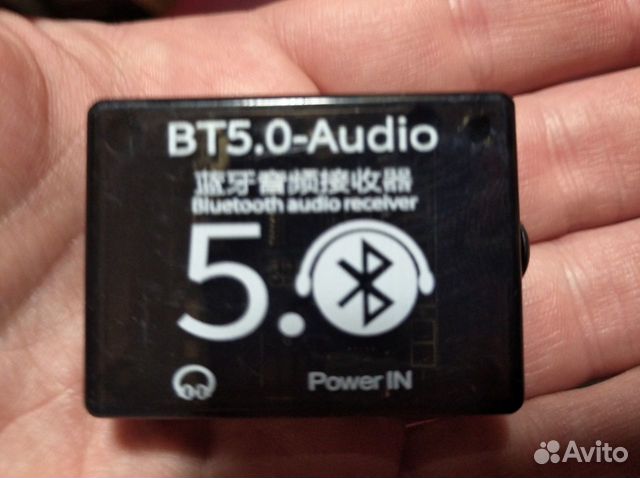 BT5.0-Audio
蓝牙音频接收器
Bluetooth audio receiver
5.0
Power IN
Avito